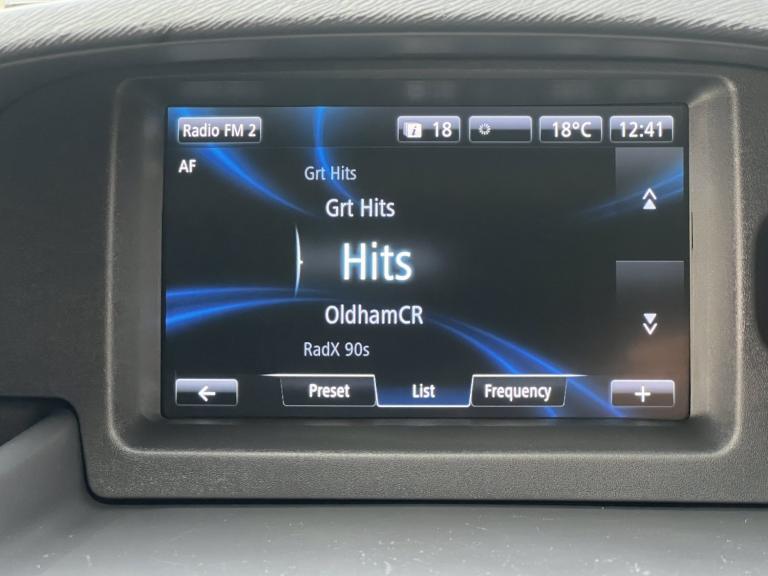 Radio FM 2
i 18
18°C
12:41
AF
Grt Hits
Grt Hits
Hits
OldhamCR
RadX 90s
Preset
List
Frequency